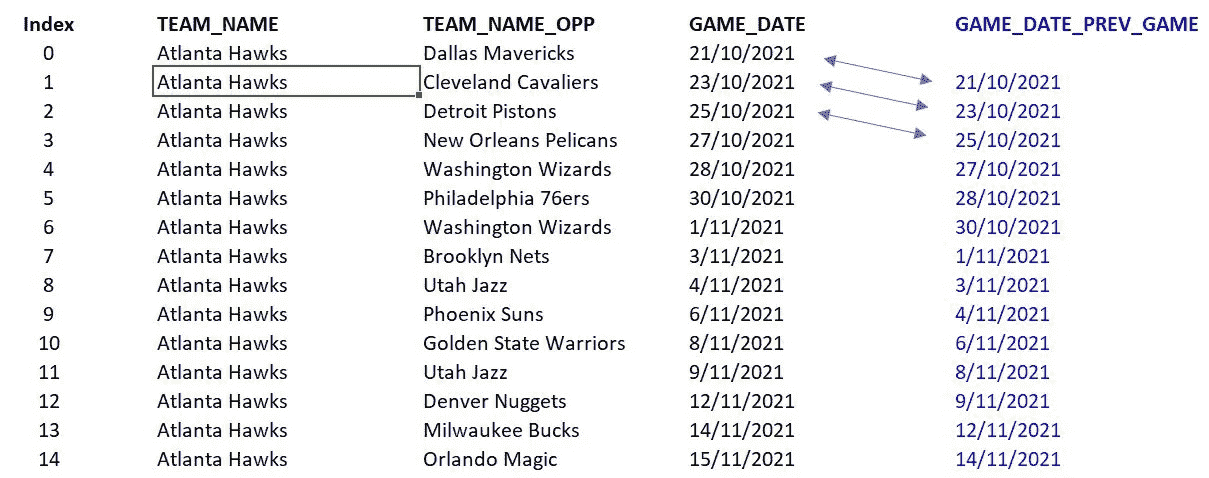 Index TEAM_NAME TEAM_NAME_OPP GAME_DATE GAME_DATE_PREV_GAME
0 Atlanta Hawks Dallas Mavericks 21/10/2021
1 Atlanta Hawks Cleveland Cavaliers 23/10/2021 21/10/2021
2 Atlanta Hawks Detroit Pistons 25/10/2021 23/10/2021
3 Atlanta Hawks New Orleans Pelicans 27/10/2021 25/10/2021
4 Atlanta Hawks Washington Wizards 28/10/2021 27/10/2021
5 Atlanta Hawks Philadelphia 76ers 30/10/2021 28/10/2021
6 Atlanta Hawks Washington Wizards 1/11/2021 30/10/2021
7 Atlanta Hawks Brooklyn Nets 3/11/2021 1/11/2021
8 Atlanta Hawks Utah Jazz 4/11/2021 3/11/2021
9 Atlanta Hawks Phoenix Suns 6/11/2021 4/11/2021
10 Atlanta Hawks Golden State Warriors 8/11/2021 6/11/2021
11 Atlanta Hawks Utah Jazz 9/11/2021 8/11/2021
12 Atlanta Hawks Denver Nuggets 12/11/2021 9/11/2021
13 Atlanta Hawks Milwaukee Bucks 14/11/2021 12/11/2021
14 Atlanta Hawks Orlando Magic 15/11/2021 14/11/2021